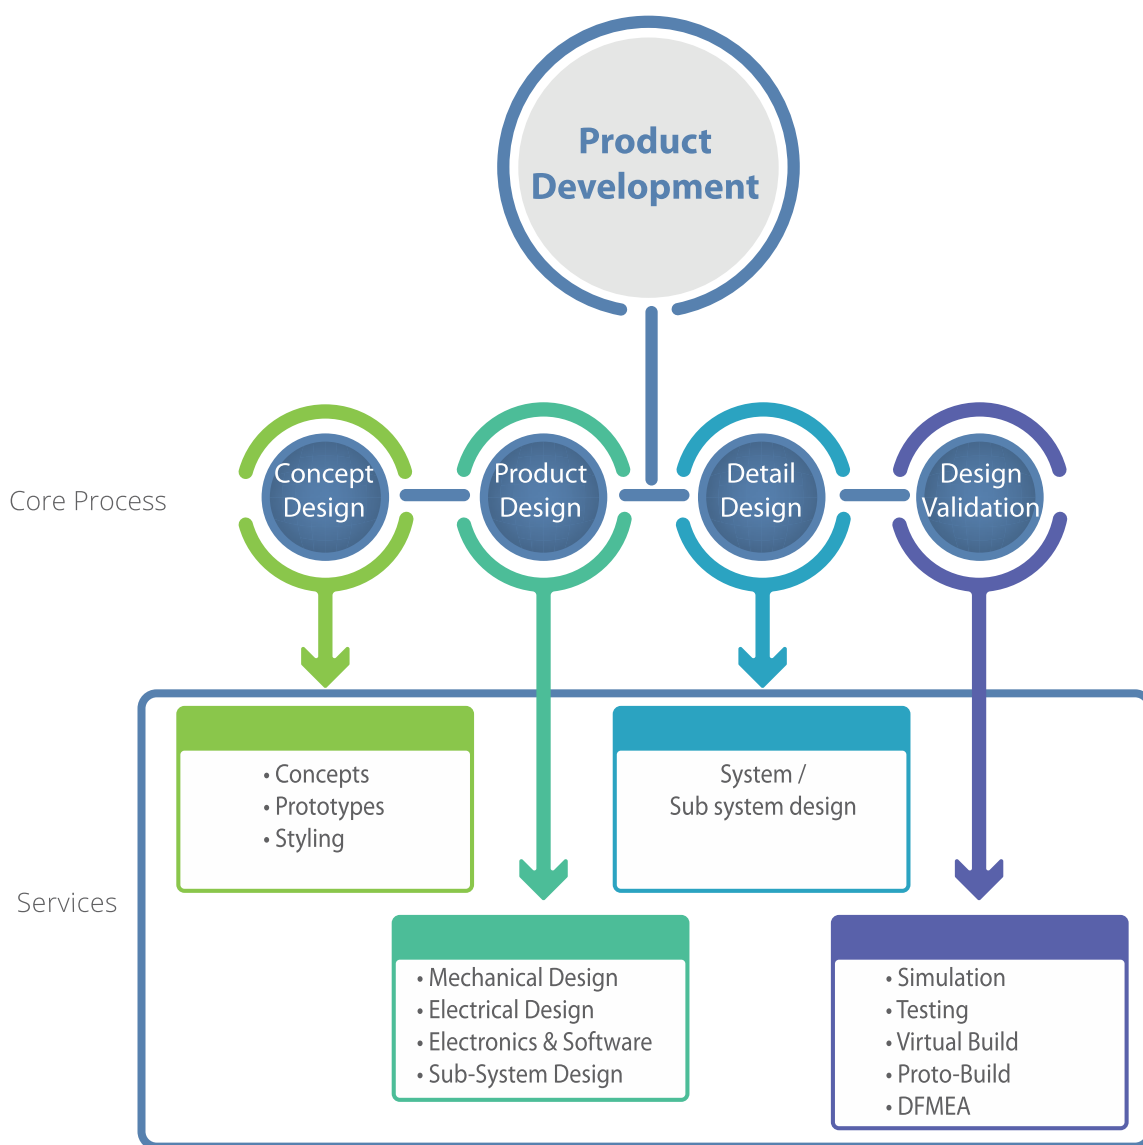 Product
Development
Core Process
Concept
Design
Product
Design
Detail
Design
Design
Validation
Services
• Concepts
• Prototypes
• Styling
System /
Sub system design
• Mechanical Design
• Electrical Design
• Electronics & Software
• Sub-System Design
• Simulation
• Testing
• Virtual Build
• Proto-Build
• DFMEA